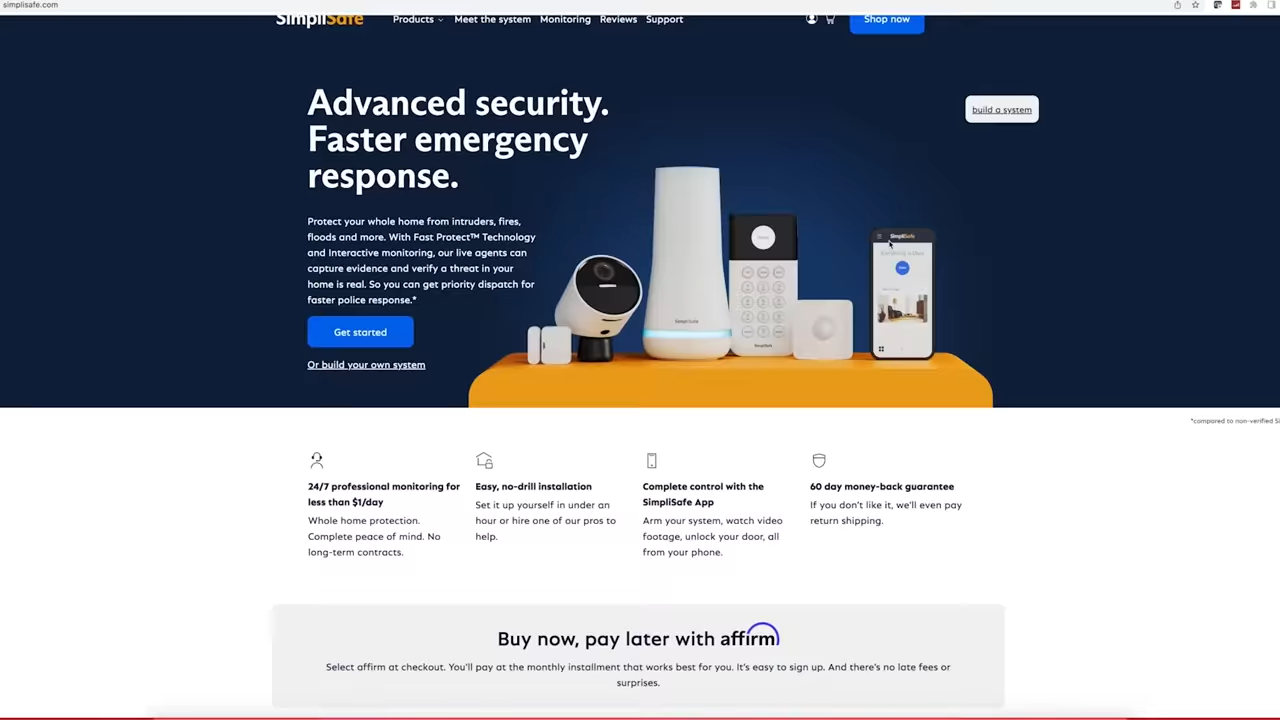 simplisafe.com
SimpliSafe
Products
Meet the system
Monitoring
Reviews
Support
Shop now
Advanced security.
Faster emergency
response.
build a system
Protect your whole home from intruders, fires,
floods and more. With Fast Protect™ Technology
and Interactive monitoring, our live agents can
capture evidence and verify a threat in your
home is real. So you can get priority dispatch for
faster police response.*
Get started
Or build your own system
SimpliSafe
SimpliSafe
SimpliSafe
*compared to non-verified Si
24/7 professional monitoring for
less than $1/day
Whole home protection.
Complete peace of mind. No
long-term contracts.
Easy, no-drill installation
Set it up yourself in under an
hour or hire one of our pros to
help.
Complete control with the
SimpliSafe App
Arm your system, watch video
footage, unlock your door, all
from your phone.
60 day money-back guarantee
If you don't like it, we'll even pay
return shipping.
Buy now, pay later with affirm
Select affirm at checkout. You'll pay at the monthly installment that works best for you. It's easy to sign up. And there's no late fees or
surprises.